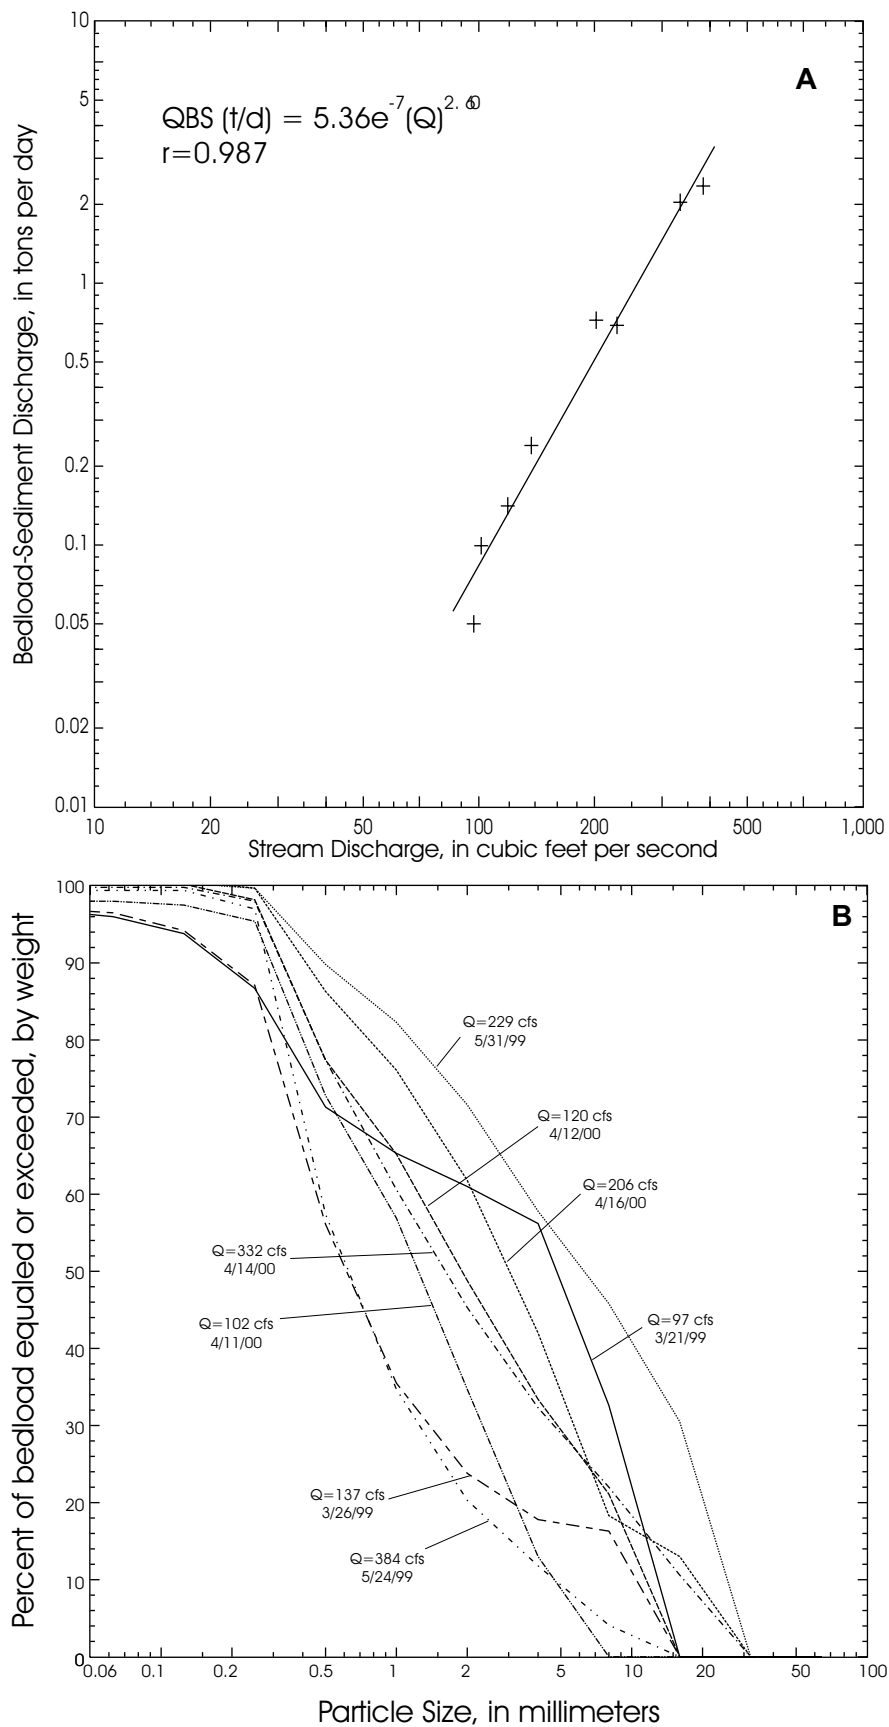 A
QBS (t/d) = 5.36e-7(Q)2.60
r=0.987
Bedload-Sediment Discharge, in tons per day
10
5
2
1
0.5
0.2
0.1
0.05
0.02
0.01
10 20 50 100 200 500 1,000
Stream Discharge, in cubic feet per second
B
Percent of bedload equaled or exceeded, by weight
100
90
80
70
60
50
40
30
20
10
0
Q=229 cfs
5/31/99
Q=120 cfs
4/12/00
Q=206 cfs
4/16/00
Q=332 cfs
4/14/00
Q=102 cfs
4/11/00
Q=97 cfs
3/21/99
Q=137 cfs
3/26/99
Q=384 cfs
5/24/99
0.06 0.1 0.2 0.5 1 2 5 10 20 50 100
Particle Size, in millimeters